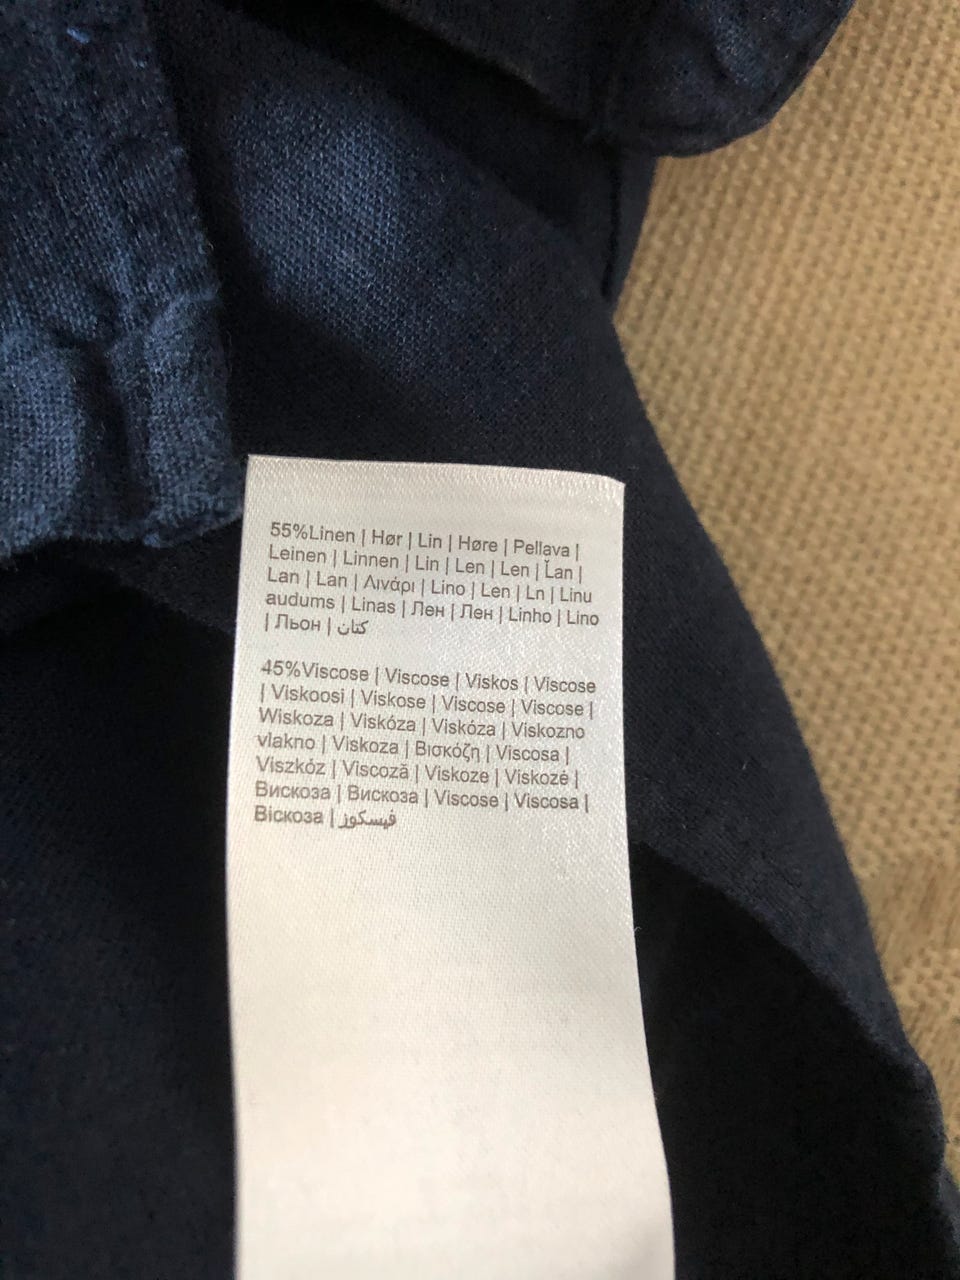 55%Linen | Hør | Lin | Høre | Pellava |
Leinen | Linnen | Lin | Len | Len | Ľan |
Lan | Lan | Λινάρι | Lino | Len | Ln | Linu
audums | Linas | Лен | Лен | Linho | Lino
| Льон | كتان
45%Viscose | Viscose | Viskos | Viscose
| Viskoosi | Viskose | Viscose | Viscose |
Wiskoza | Viskóza | Viskóza | Viskozno
vlakno | Viskoza | Βισκόζη | Viscosa |
Viszkóz | Viscoză | Viskoze | Viskozė |
Вискоза | Вискоза | Viscose | Viscosa |
Віскоза | فيسكوز